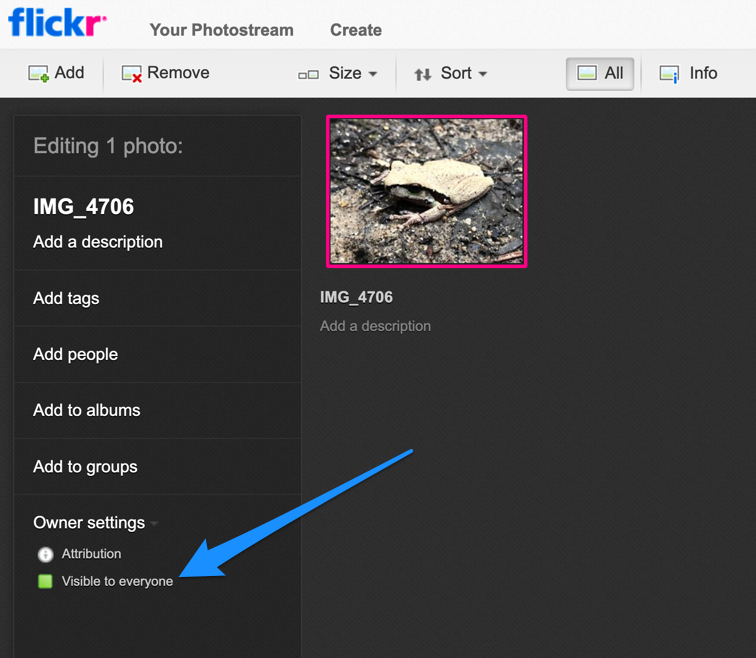 flickr
Your Photostream Create
Add Remove Size Sort All Info
Editing 1 photo:
IMG_4706
Add a description
Add tags
Add people
Add to albums
Add to groups
Owner settings
Attribution
Visible to everyone
IMG_4706
Add a description